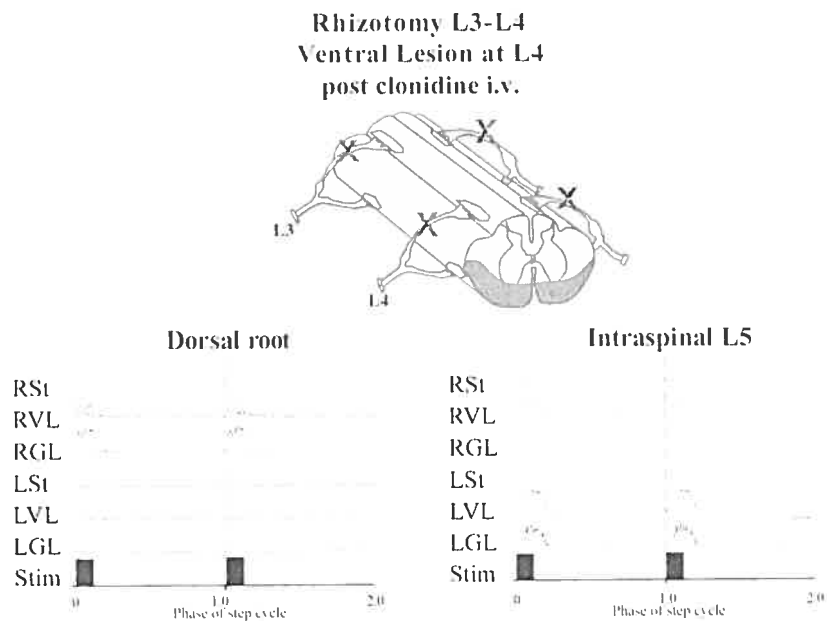 Rhizotomy L3-L4
Ventral Lesion at L4
post clonidine i.v.
X
X
X
X
L3
L4
Dorsal root
Intraspinal L5
RSt
RVL
RGL
LSt
LVL
LGL
Stim
0
1.0
2.0
Phase of step cycle
RSt
RVL
RGL
LSt
LVL
LGL
Stim
0
1.0
2.0
Phase of step cycle